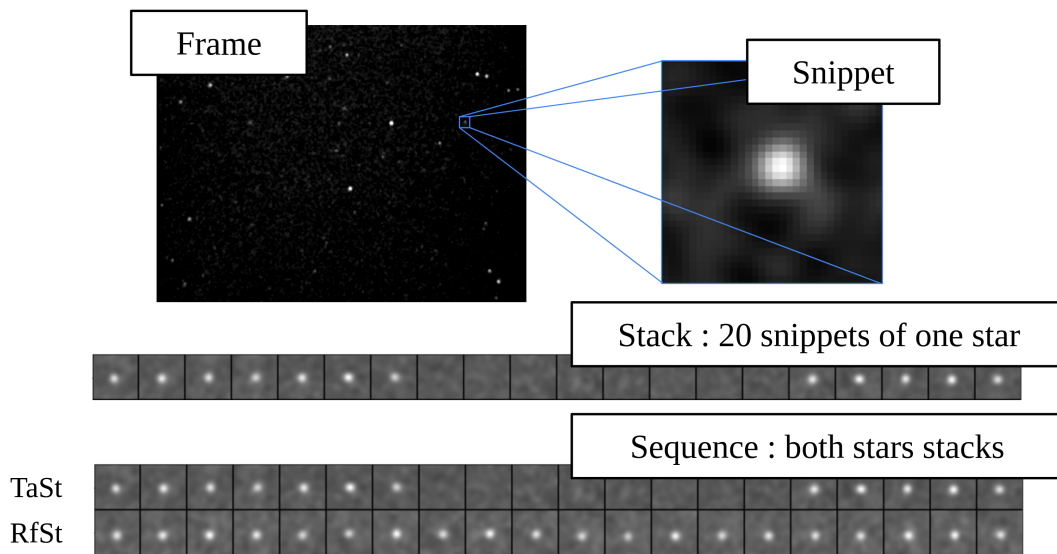 Frame
Snippet
Stack : 20 snippets of one star
Sequence : both stars stacks
TaSt
RfSt